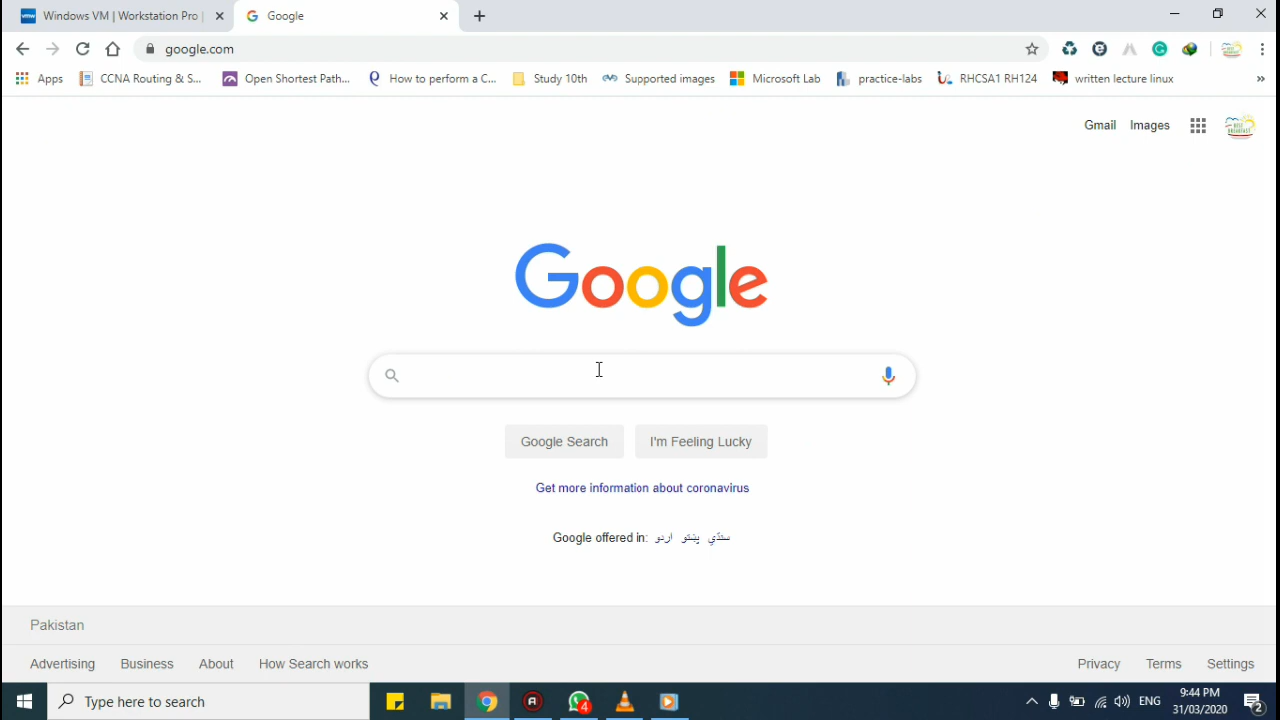 vmw Windows VM | Workstation Pro |
Google
google.com
Apps
CCNA Routing & S...
Open Shortest Path...
How to perform a C...
Study 10th
Supported images
Microsoft Lab
practice-labs
RHCSA1 RH124
written lecture linux
Gmail Images
Google
Google Search
I'm Feeling Lucky
Get more information about coronavirus
Google offered in: اردو پښتو سنڌي
Pakistan
Advertising Business About How Search works
Privacy Terms Settings
Type here to search
4
ENG
9:44 PM
31/03/2020
2